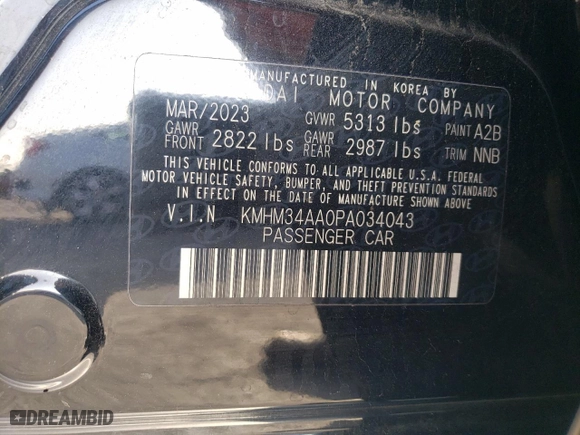 MANUFACTURED IN KOREA BY
DAI MOTOR COMPANY
MAR/2023 GVWR 5313 lbs PAINT A2B
GAWR FRONT 2822 lbs GAWR REAR 2987 lbs TRIM NNB
THIS VEHICLE CONFORMS TO ALL APPLICABLE U.S.A. FEDERAL
MOTOR VEHICLE SAFETY, BUMPER, AND THEFT PREVENTION STANDARDS
IN EFFECT ON THE DATE OF MANUFACTURE SHOWN ABOVE.
V.I.N KMHM34AA0PA034043
PASSENGER CAR
DREAMBID